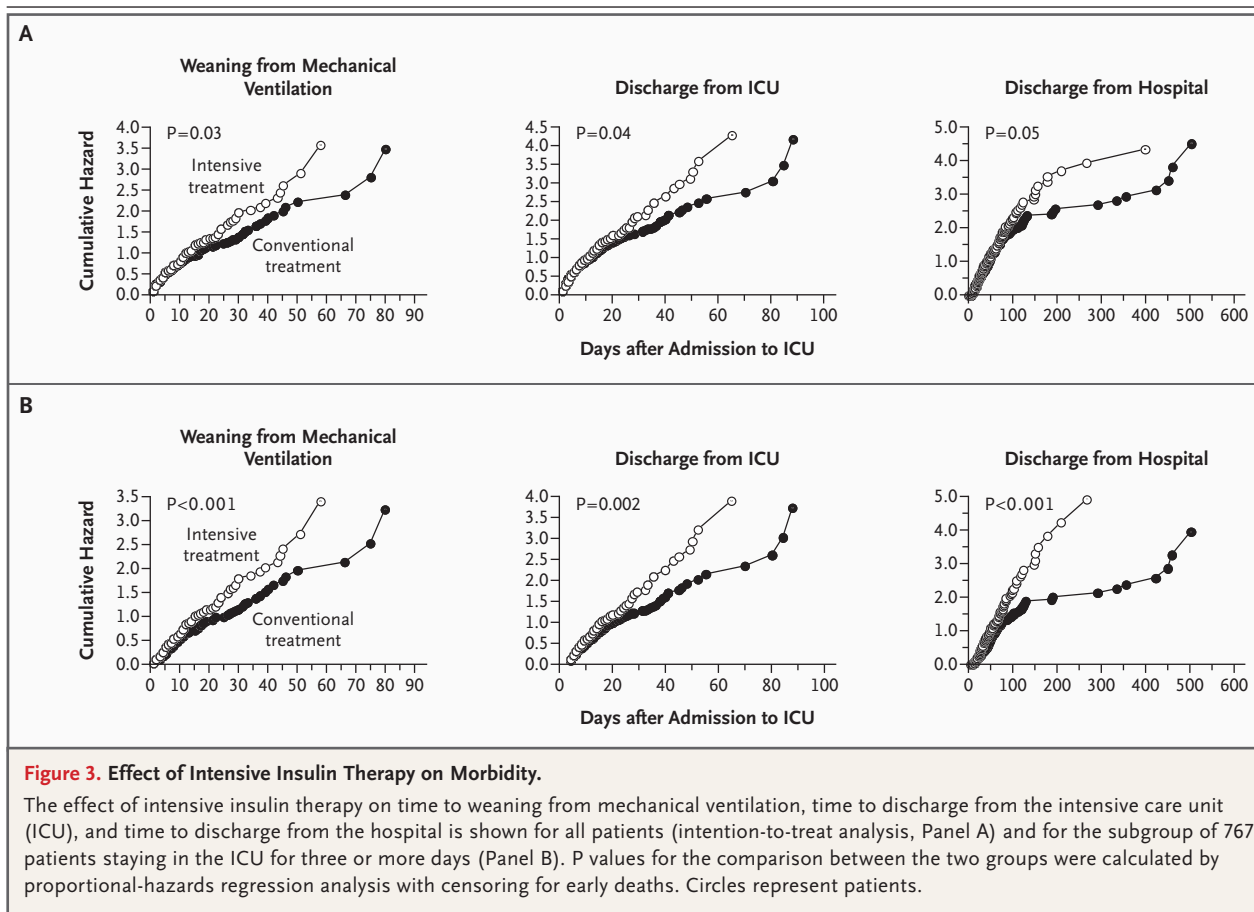 A
Weaning from Mechanical
Ventilation
Discharge from ICU
Discharge from Hospital
Cumulative Hazard
4.0
3.5
3.0
2.5
2.0
1.5
1.0
0.5
0.0
P=0.03
Intensive
treatment
Conventional
treatment
0 10 20 30 40 50 60 70 80 90
4.5
4.0
3.5
3.0
2.5
2.0
1.5
1.0
0.5
0.0
P=0.04
0 20 40 60 80 100
5.0
4.0
3.0
2.0
1.0
0.0
P=0.05
0 100 200 300 400 500 600
Days after Admission to ICU
B
Weaning from Mechanical
Ventilation
Discharge from ICU
Discharge from Hospital
Cumulative Hazard
3.5
3.0
2.5
2.0
1.5
1.0
0.5
0.0
P<0.001
Intensive
treatment
Conventional
treatment
0 10 20 30 40 50 60 70 80 90
4.0
3.5
3.0
2.5
2.0
1.5
1.0
0.5
0.0
P=0.002
0 20 40 60 80 100
5.0
4.0
3.0
2.0
1.0
0.0
P<0.001
0 100 200 300 400 500 600
Days after Admission to ICU
Figure 3. Effect of Intensive Insulin Therapy on Morbidity.
The effect of intensive insulin therapy on time to weaning from mechanical ventilation, time to discharge from the intensive care unit
(ICU), and time to discharge from the hospital is shown for all patients (intention-to-treat analysis, Panel A) and for the subgroup of 767
patients staying in the ICU for three or more days (Panel B). P values for the comparison between the two groups were calculated by
proportional-hazards regression analysis with censoring for early deaths. Circles represent patients.